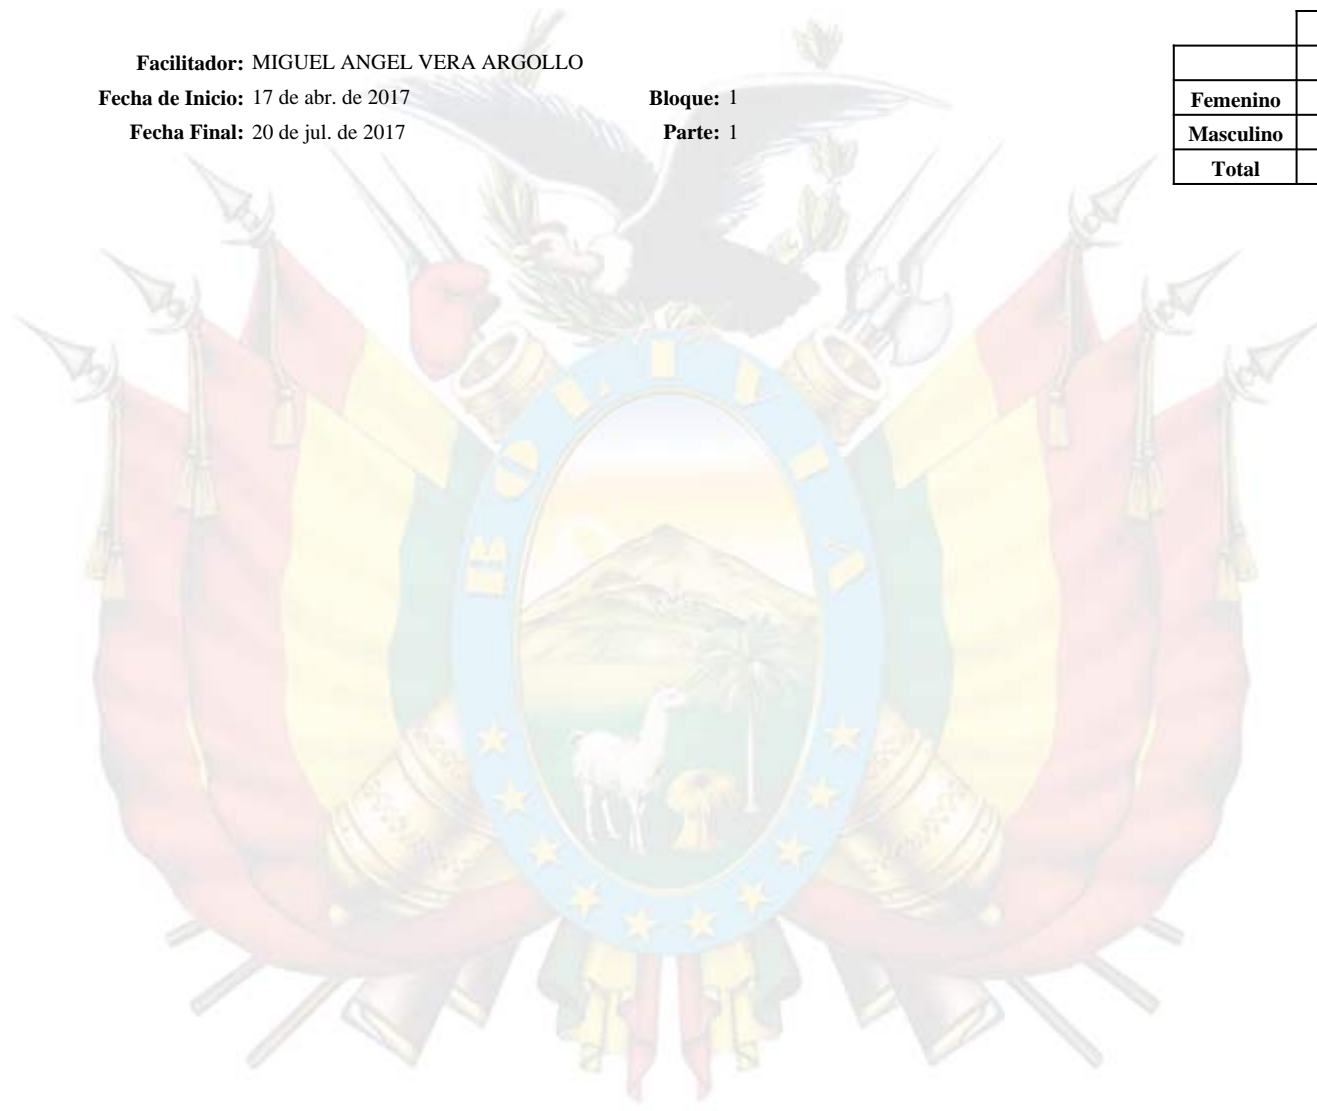 Facilitador: MIGUEL ANGEL VERA ARGOLLO
Fecha de Inicio: 17 de abr. de 2017 Bloque: 1
Fecha Final: 20 de jul. de 2017 Parte: 1
Femenino
Masculino
Total
BOLIVIA